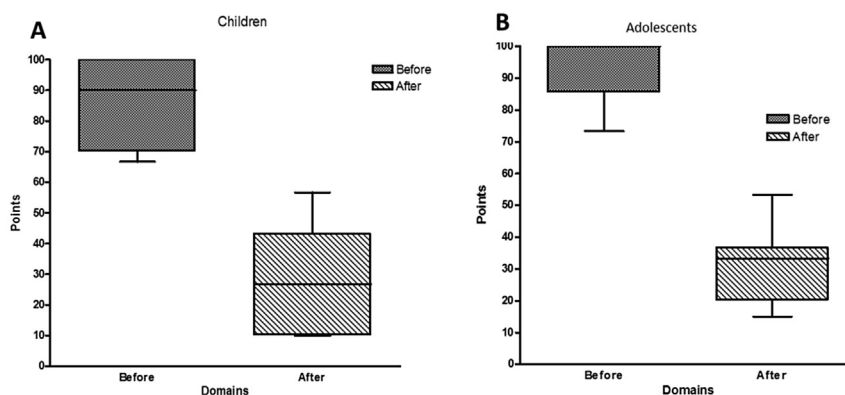 A
Children
100
90
80
70
60
50
40
30
20
10
0
Points
Before
After
Before
After
Domains
B
Adolescents
100
90
80
70
60
50
40
30
20
10
0
Points
Before
After
Before
After
Domains